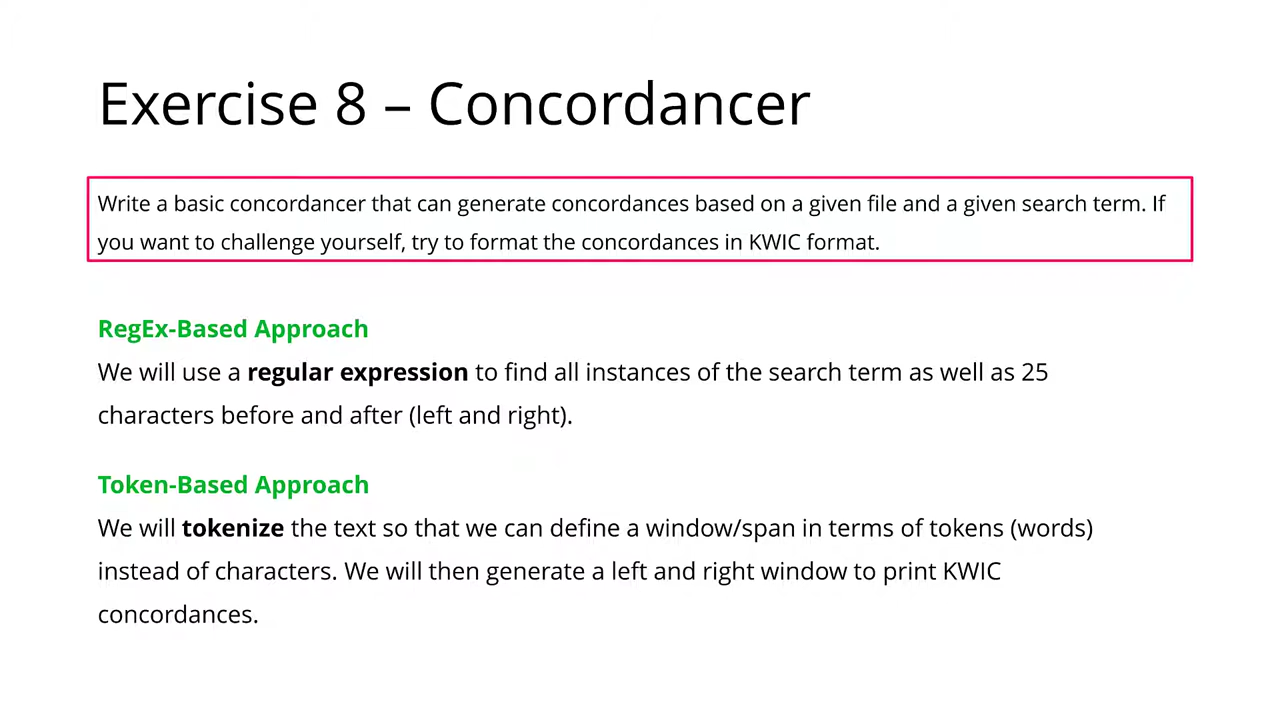 Exercise 8 – Concordancer
Write a basic concordancer that can generate concordances based on a given file and a given search term. If
you want to challenge yourself, try to format the concordances in KWIC format.
RegEx-Based Approach
We will use a regular expression to find all instances of the search term as well as 25
characters before and after (left and right).
Token-Based Approach
We will tokenize the text so that we can define a window/span in terms of tokens (words)
instead of characters. We will then generate a left and right window to print KWIC
concordances.